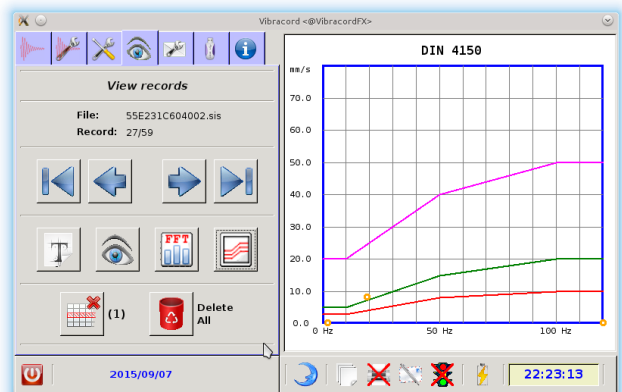 Vibracord <@VibracordFX>
View records
File: 55E231C604002.sis
Record: 27/59
T
FFT
(1)
Delete
All
2015/09/07
DIN 4150
mm/s
70.0
60.0
50.0
40.0
30.0
20.0
10.0
0.0
0 Hz 50 Hz 100 Hz
22:23:13